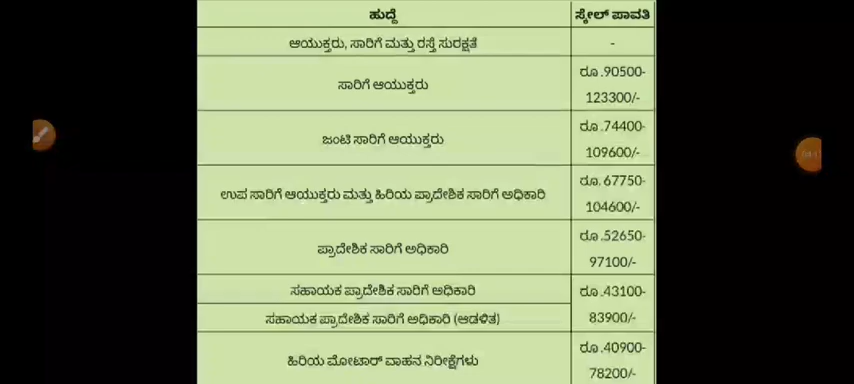 ಹುದ್ದೆ ಸ್ಕೇಲ್ ಪಾವತಿ
ಆಯುಕ್ತರು, ಸಾರಿಗೆ ಮತ್ತು ರಸ್ತೆ ಸುರಕ್ಷತೆ -
ಸಾರಿಗೆ ಆಯುಕ್ತರು ರೂ.90500-
123300/-
ಜಂಟಿ ಸಾರಿಗೆ ಆಯುಕ್ತರು ರೂ.74400-
109600/-
ಉಪ ಸಾರಿಗೆ ಆಯುಕ್ತರು ಮತ್ತು ಹಿರಿಯ ಪ್ರಾದೇಶಿಕ ಸಾರಿಗೆ ಅಧಿಕಾರಿ ರೂ.67750-
104600/-
ಪ್ರಾದೇಶಿಕ ಸಾರಿಗೆ ಅಧಿಕಾರಿ ರೂ.52650-
97100/-
ಸಹಾಯಕ ಪ್ರಾದೇಶಿಕ ಸಾರಿಗೆ ಅಧಿಕಾರಿ ರೂ.43100-
ಸಹಾಯಕ ಪ್ರಾದೇಶಿಕ ಸಾರಿಗೆ ಅಧಿಕಾರಿ (ಆಡಳಿತ) 83900/-
ಹಿರಿಯ ಮೋಟಾರ್ ವಾಹನ ನಿರೀಕ್ಷೆಗಳು ರೂ.40900-
78200/-